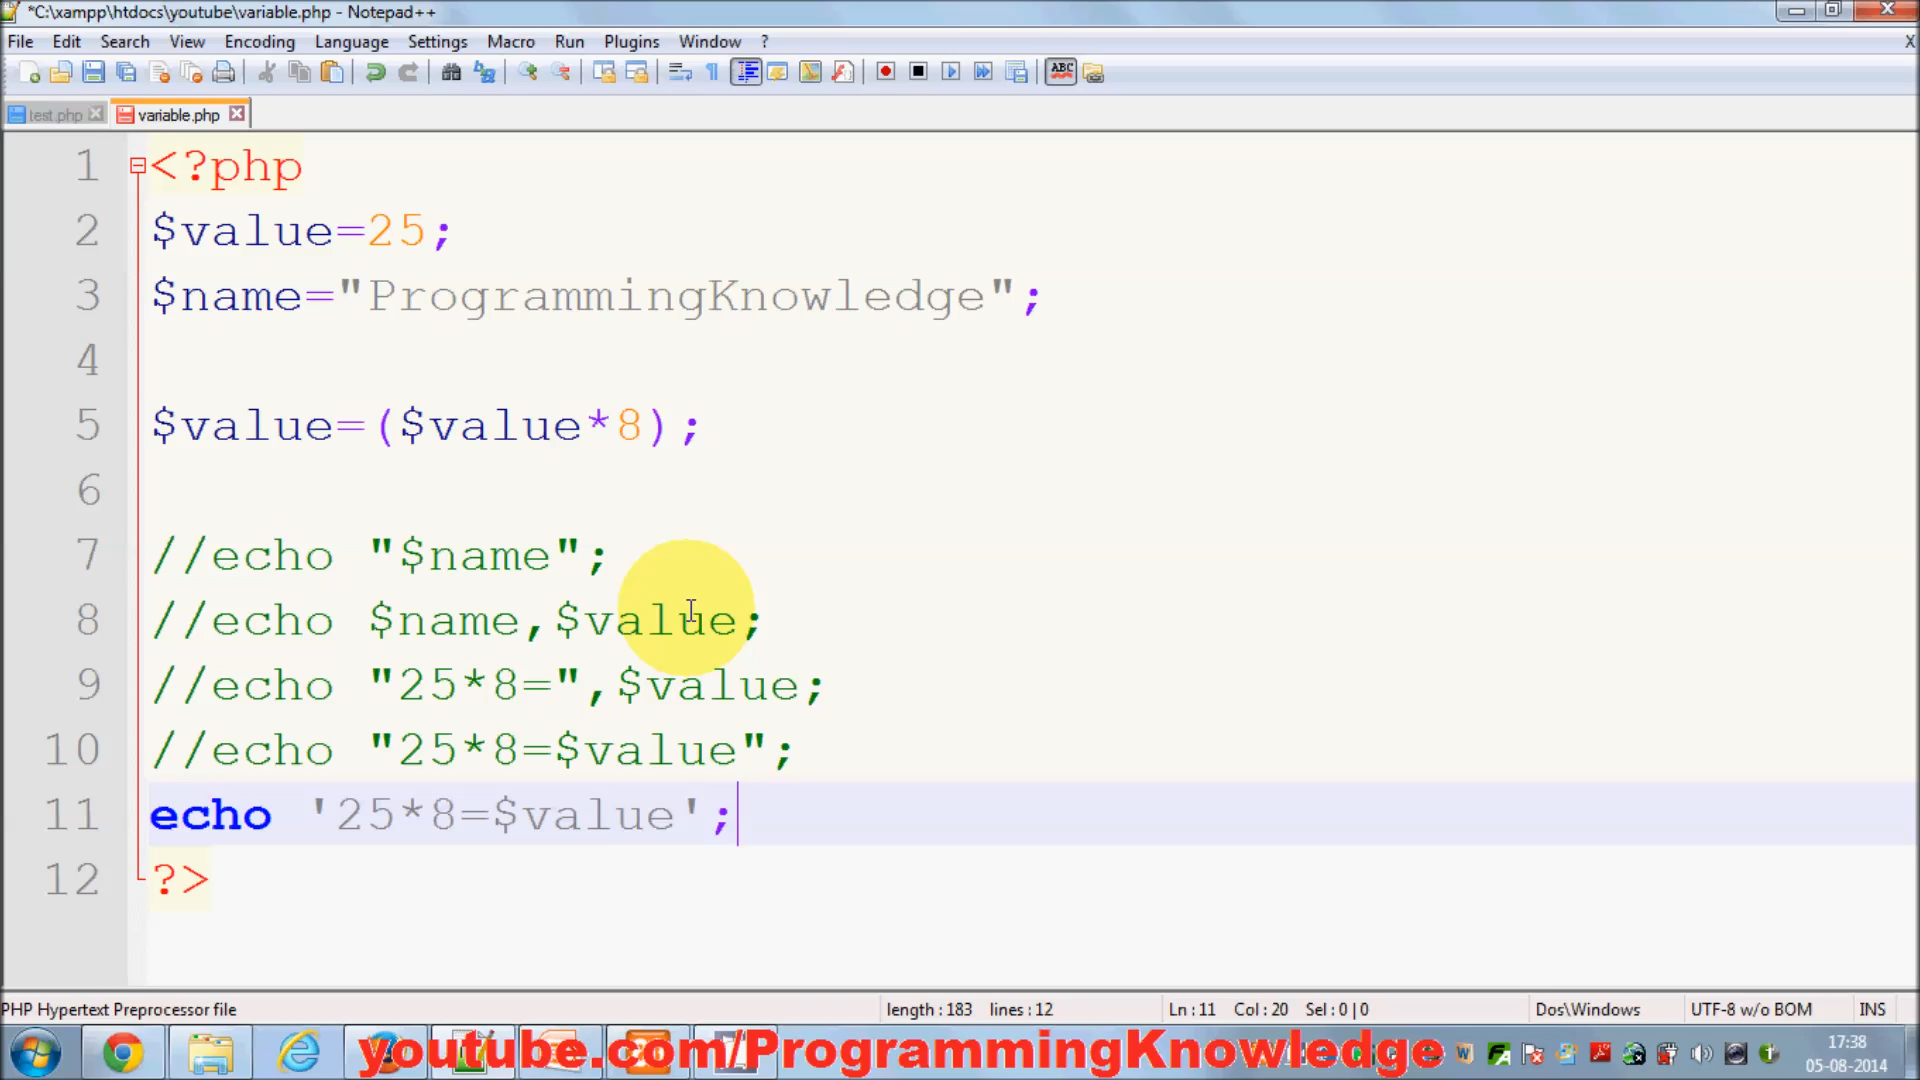 *C:\xampp\htdocs\youtube\variable.php - Notepad++
File Edit Search View Encoding Language Settings Macro Run Plugins Window ? X
ABC
test.php variable.php
1 <?php
2 $value=25;
3 $name="ProgrammingKnowledge";
4
5 $value=($value*8);
6
7 //echo "$name";
8 //echo $name,$value;
9 //echo "25*8=",$value;
10 //echo "25*8=$value";
11 echo '25*8=$value';
12 ?>
PHP Hypertext Preprocessor file length : 183 lines : 12 Ln : 11 Col : 20 Sel : 0 | 0 Dos\Windows UTF-8 w/o BOM INS
youtube.com/ProgrammingKnowledge
17:38
05-08-2014